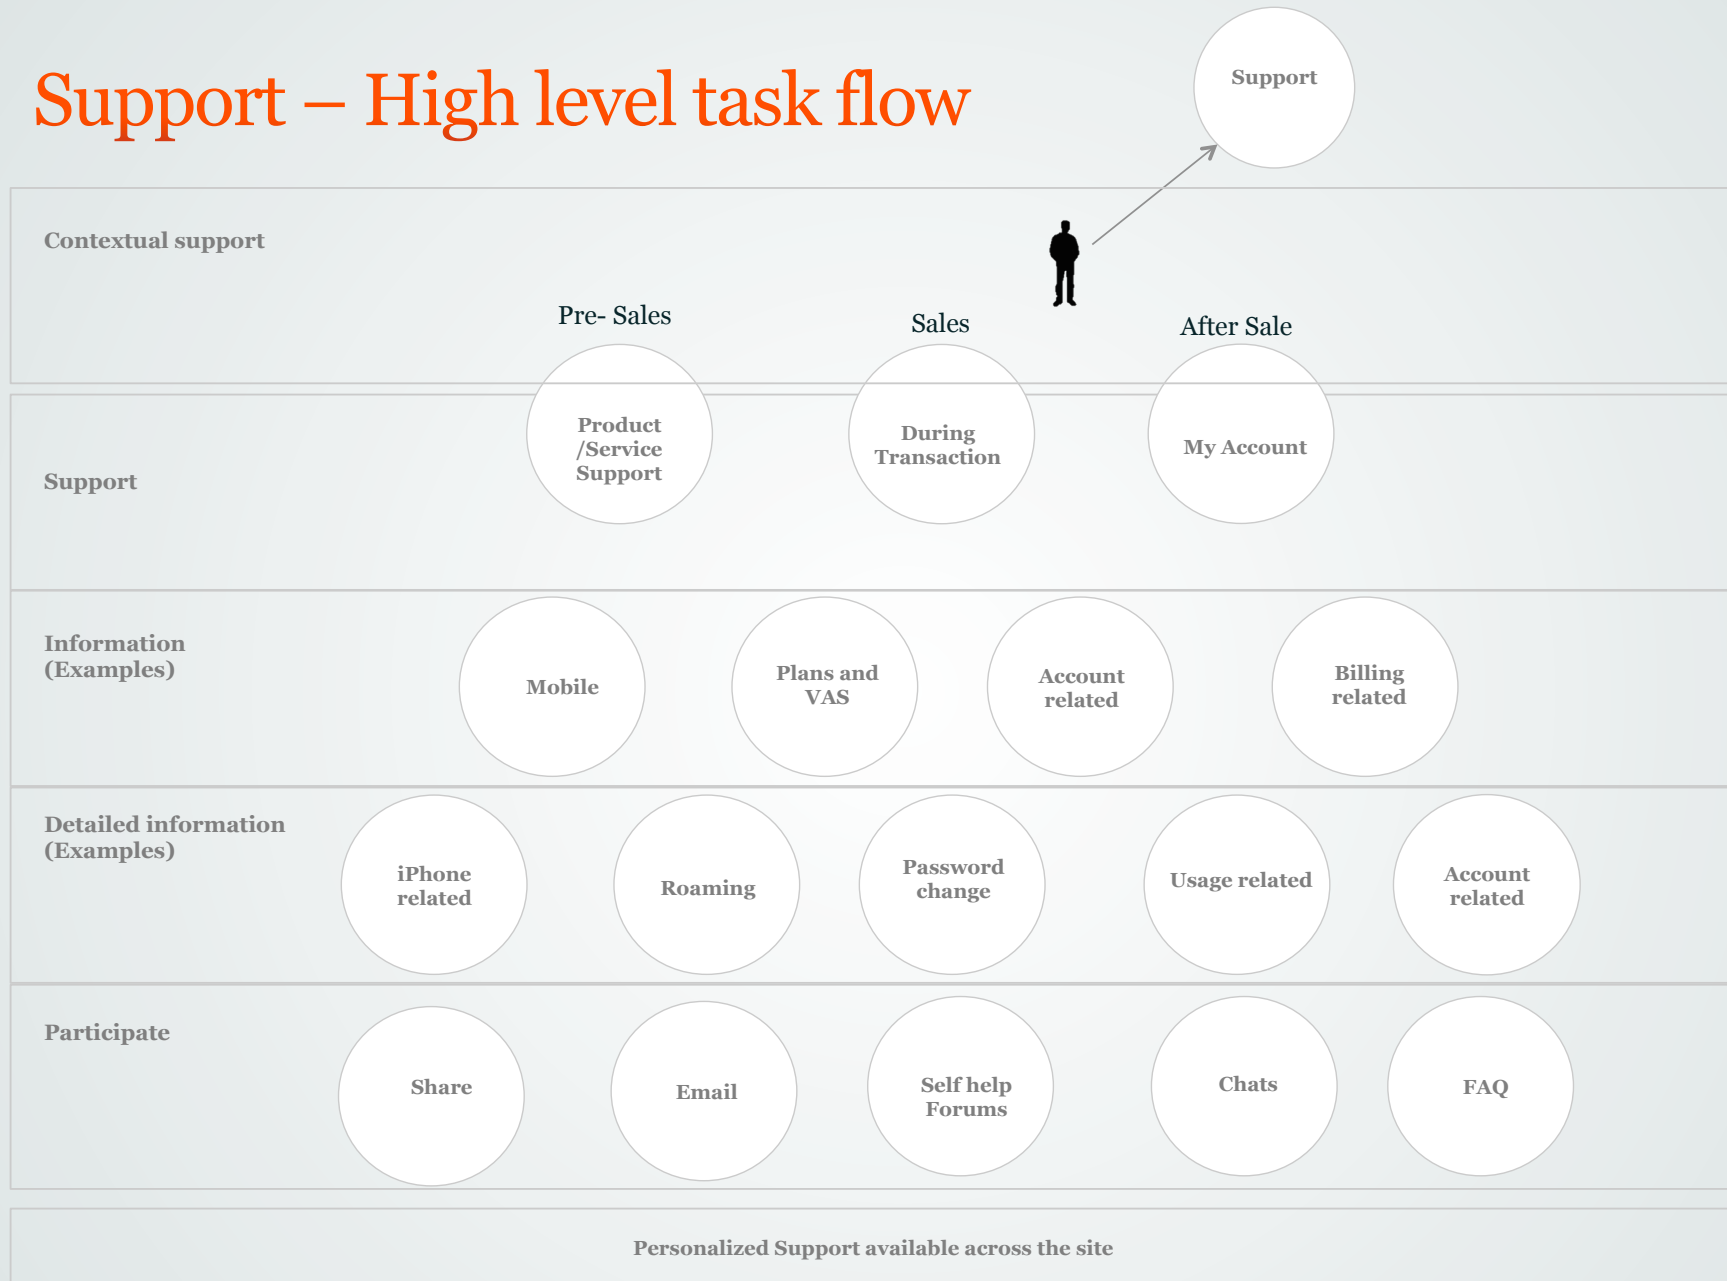 Support
Support – High level task flow
Contextual support
Pre- Sales
Sales
After Sale
Product
/Service
Support
During
Transaction
My Account
Support
Information
(Examples)
Mobile
Plans and
VAS
Account
related
Billing
related
Detailed information
(Examples)
iPhone
related
Roaming
Password
change
Usage related
Account
related
Participate
Share
Email
Self help
Forums
Chats
FAQ
Personalized Support available across the site